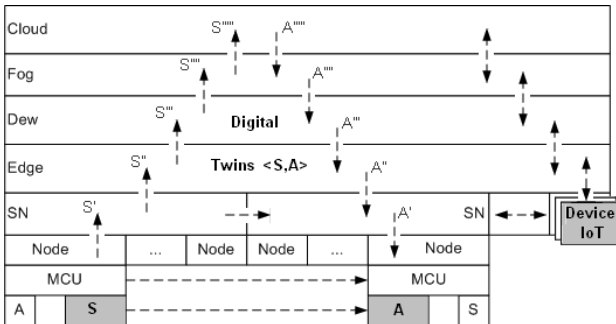 Cloud S''''' A'''''
Fog S'''' A''''
Dew S''' Digital A'''
Edge S'' Twins <S,A> A''
SN S' A' SN Device
IoT
Node ... Node Node ... Node
MCU MCU
A S A S